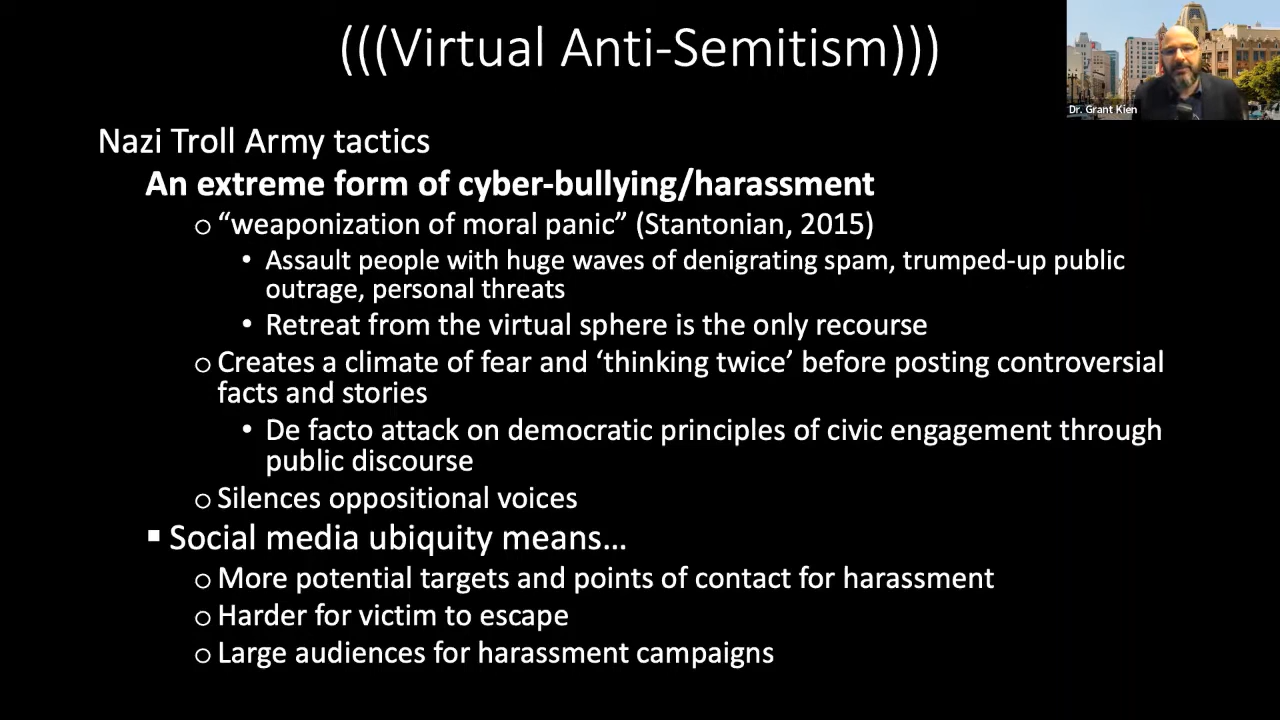 (((Virtual Anti-Semitism)))
Dr. Grant Kien
Nazi Troll Army tactics
An extreme form of cyber-bullying/harassment
o “weaponization of moral panic” (Stantonian, 2015)
• Assault people with huge waves of denigrating spam, trumped-up public
outrage, personal threats
• Retreat from the virtual sphere is the only recourse
o Creates a climate of fear and ‘thinking twice’ before posting controversial
facts and stories
• De facto attack on democratic principles of civic engagement through
public discourse
o Silences oppositional voices
▪ Social media ubiquity means…
o More potential targets and points of contact for harassment
o Harder for victim to escape
o Large audiences for harassment campaigns